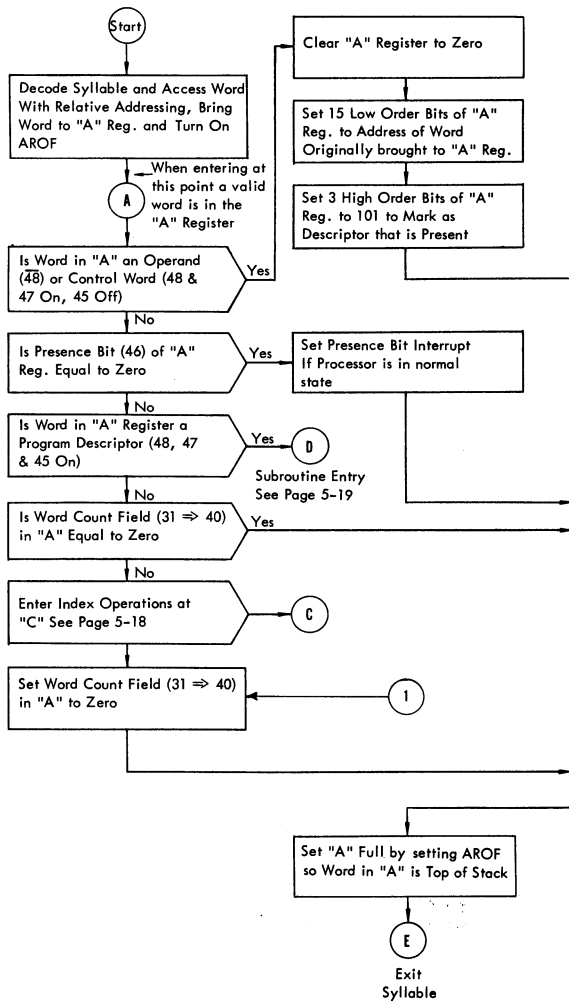 Start
Decode Syllable and Access Word
With Relative Addressing, Bring
Word to "A" Reg. and Turn On
AROF
When entering at
this point a valid
word is in the
"A" Register
A
Is Word in "A" an Operand
(4̅8̅) or Control Word (48 &
47 On, 45 Off)
Yes
Clear "A" Register to Zero
Set 15 Low Order Bits of "A"
Reg. to Address of Word
Originally brought to "A" Reg.
Set 3 High Order Bits of "A"
Reg. to 101 to Mark as
Descriptor that is Present
No
Is Presence Bit (46) of "A"
Reg. Equal to Zero
Yes
Set Presence Bit Interrupt
If Processor is in normal
state
No
Is Word in "A" Register a
Program Descriptor (48, 47
& 45 On)
Yes
D
Subroutine Entry
See Page 5-19
No
Is Word Count Field (31 ⇒ 40)
in "A" Equal to Zero
Yes
No
Enter Index Operations at
"C" See Page 5-18
C
Set Word Count Field (31 ⇒ 40)
in "A" to Zero
1
Set "A" Full by setting AROF
so Word in "A" is Top of Stack
E
Exit
Syllable